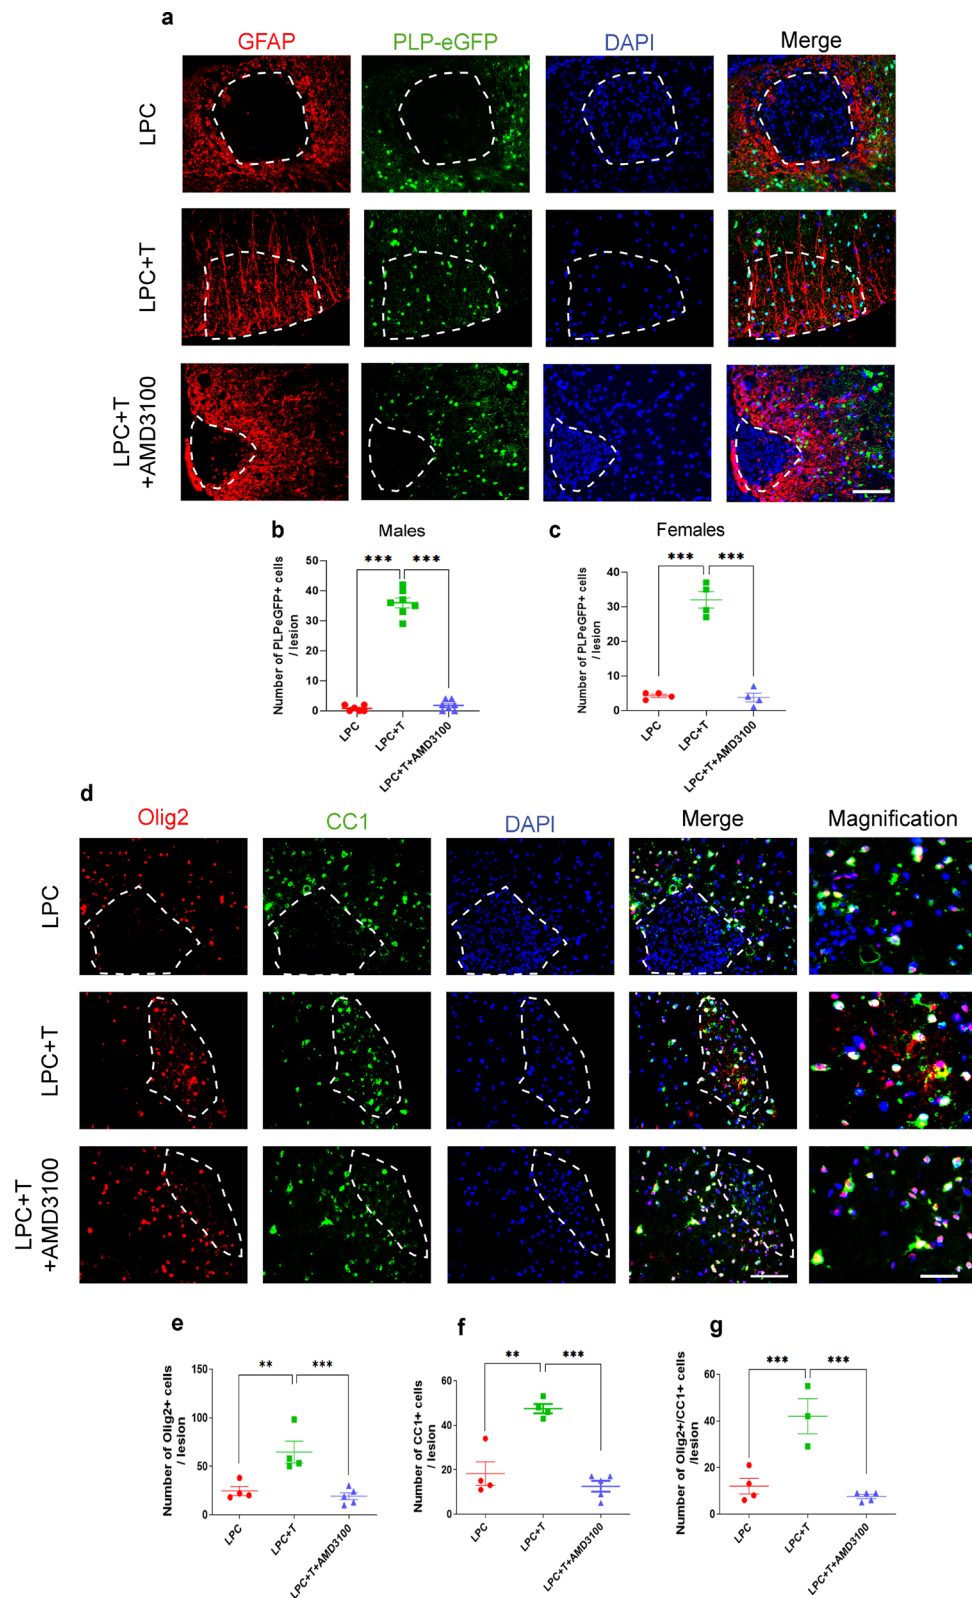 a
GFAP PLP-eGFP DAPI Merge
LPC
LPC+T
LPC+T
+AMD3100
b
Males
Number of PLPeGFP+ cells
/ lesion
50
40
30
20
10
0
*** ***
LPC
LPC+T
LPC+T+AMD3100
c
Females
Number of PLPeGFP+ cells
/ lesion
40
30
20
10
0
*** ***
LPC
LPC+T
LPC+T+AMD3100
d
Olig2 CC1 DAPI Merge Magnification
LPC
LPC+T
LPC+T
+AMD3100
e
Number of Olig2+ cells
/ lesion
150
100
50
0
** ***
LPC
LPC+T
LPC+T+AMD3100
f
Number of CC1+ cells
/ lesion
60
40
20
0
** ***
LPC
LPC+T
LPC+T+AMD3100
g
Number of Olig2+/CC1+ cells
/lesion
60
40
20
0
*** ***
LPC
LPC+T
LPC+T+AMD3100